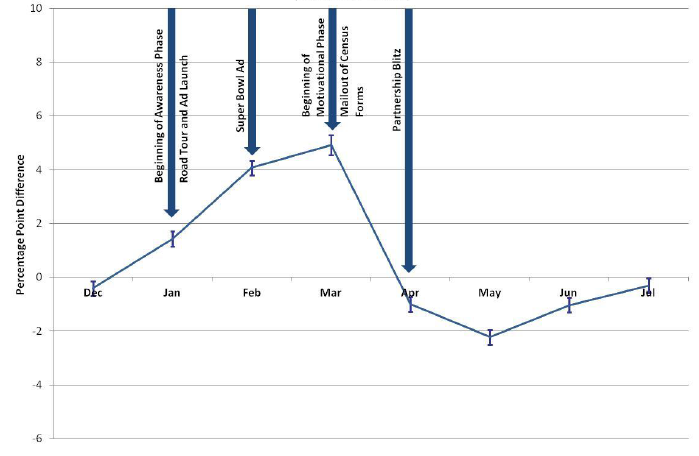 10
8
6
4
2
0
-2
-4
-6
Percentage Point Difference
Beginning of Awareness Phase
Road Tour and Ad Launch
Super Bowl Ad
Beginning of
Motivational Phase
Mailout of Census
Forms
Partnership Blitz
Dec Jan Feb Mar Apr May Jun Jul